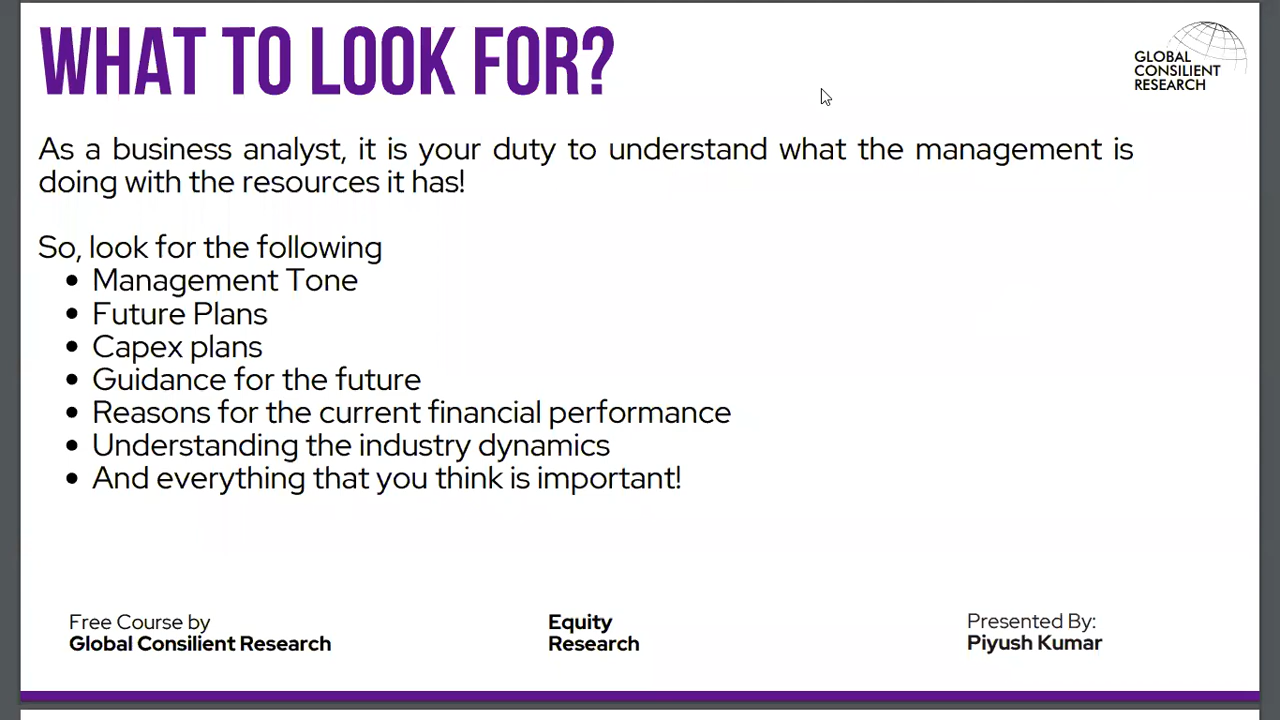 WHAT TO LOOK FOR?
GLOBAL
CONSILIENT
RESEARCH
As a business analyst, it is your duty to understand what the management is
doing with the resources it has!
So, look for the following
• Management Tone
• Future Plans
• Capex plans
• Guidance for the future
• Reasons for the current financial performance
• Understanding the industry dynamics
• And everything that you think is important!
Free Course by
Global Consilient Research
Equity
Research
Presented By:
Piyush Kumar